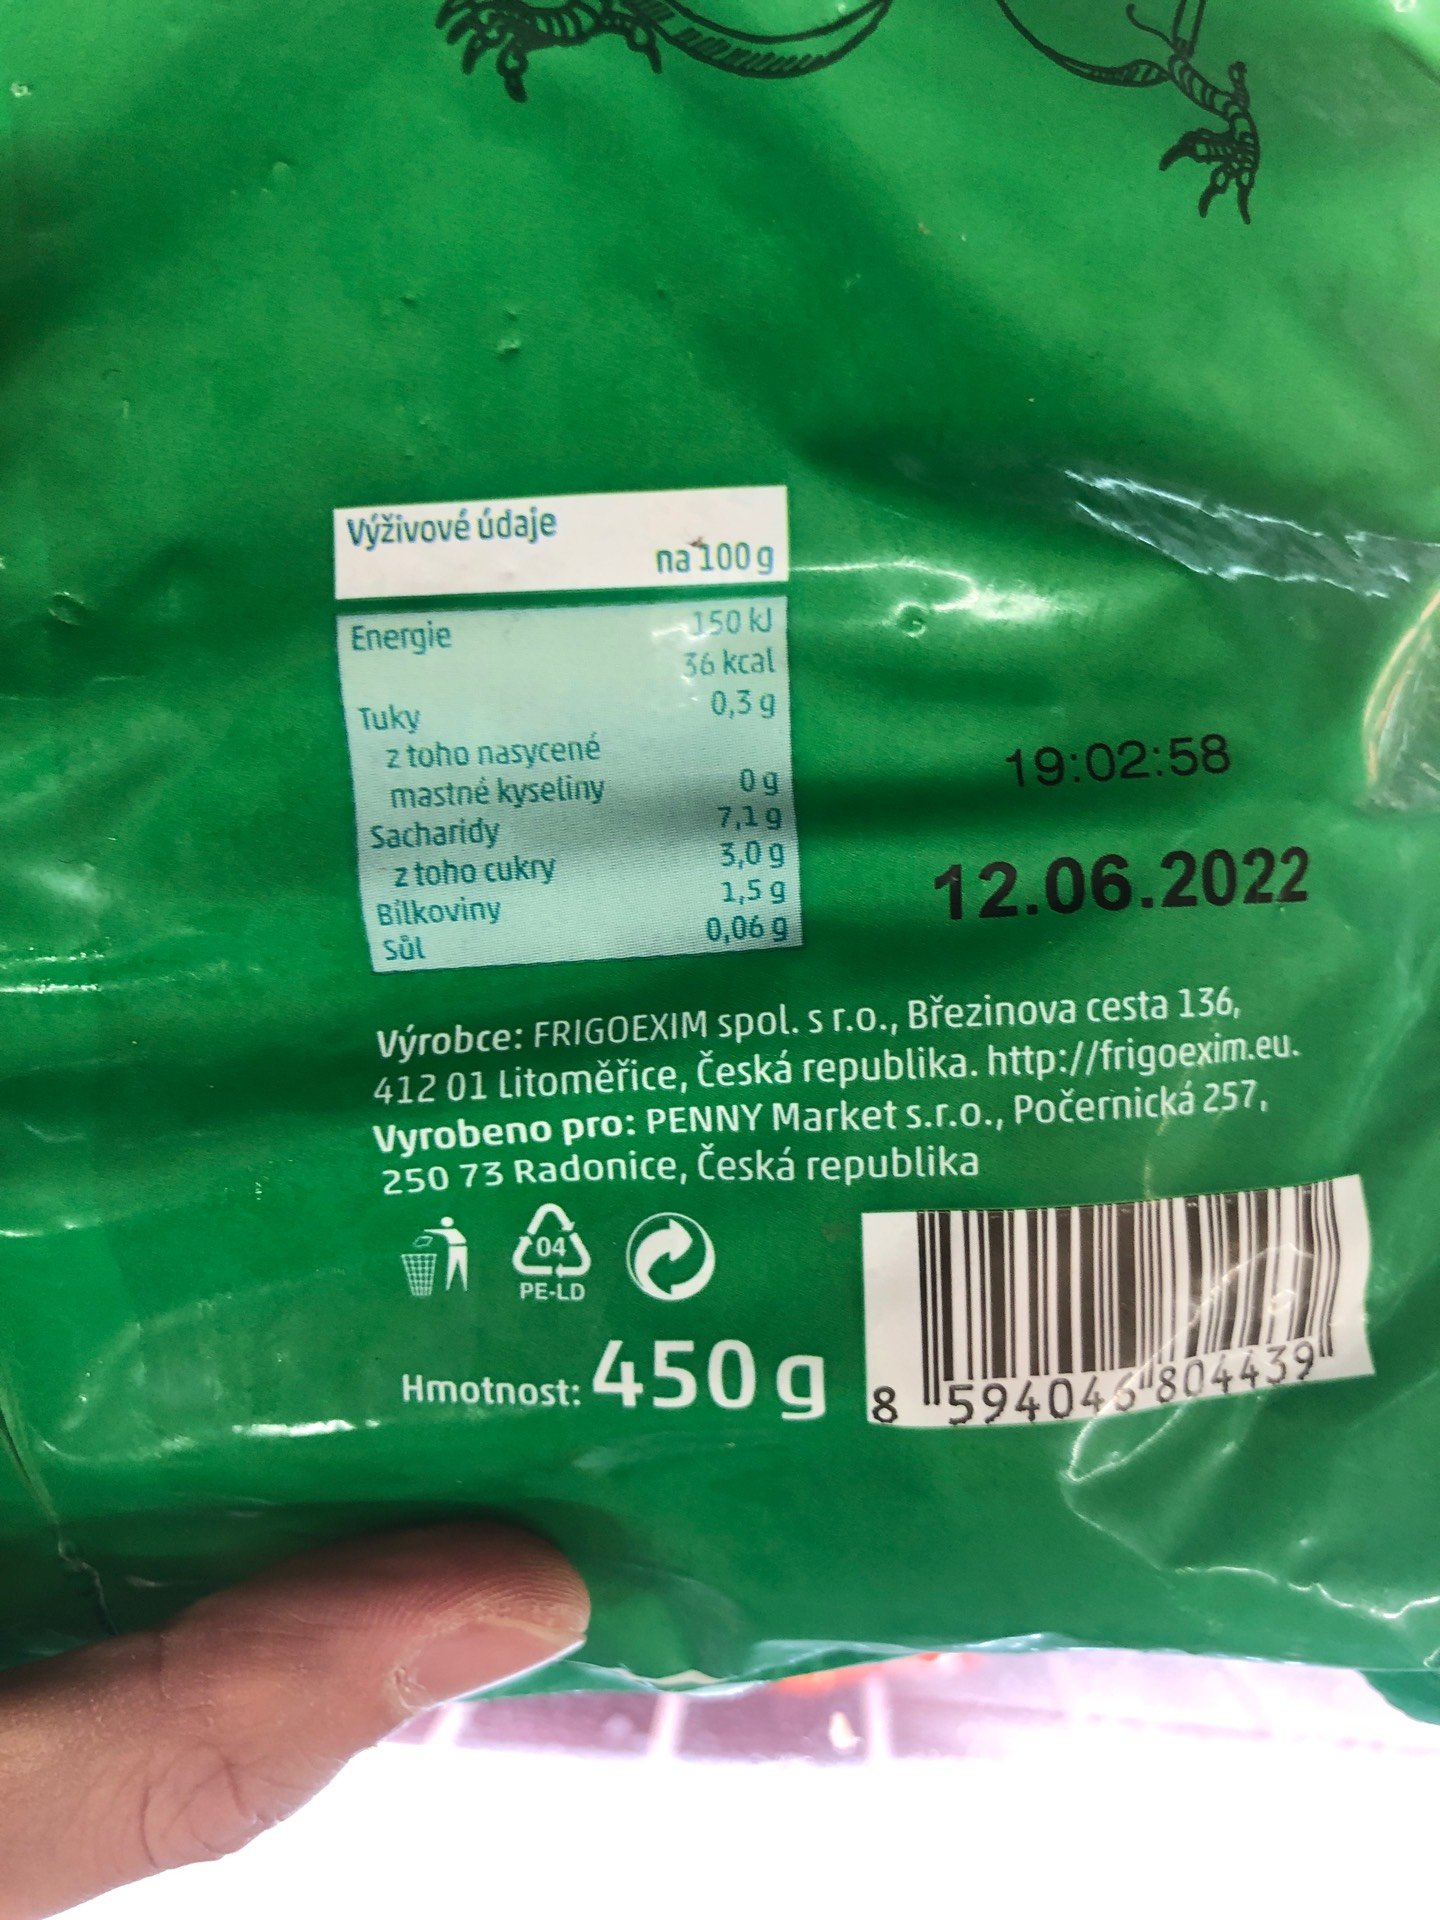 Výživové údaje
na 100 g
Energie 150 kJ
36 kcal
Tuky 0,3 g
z toho nasycené
mastné kyseliny 0 g
Sacharidy 7,1 g
z toho cukry 3,0 g
Bílkoviny 1,5 g
Sůl 0,06 g
19:02:58
12.06.2022
Výrobce: FRIGOEXIM spol. s r.o., Březinova cesta 136,
412 01 Litoměřice, Česká republika. http://frigoexim.eu.
Vyrobeno pro: PENNY Market s.r.o., Počernická 257,
250 73 Radonice, Česká republika
04
PE-LD
Hmotnost: 450 g
8 594046 804439